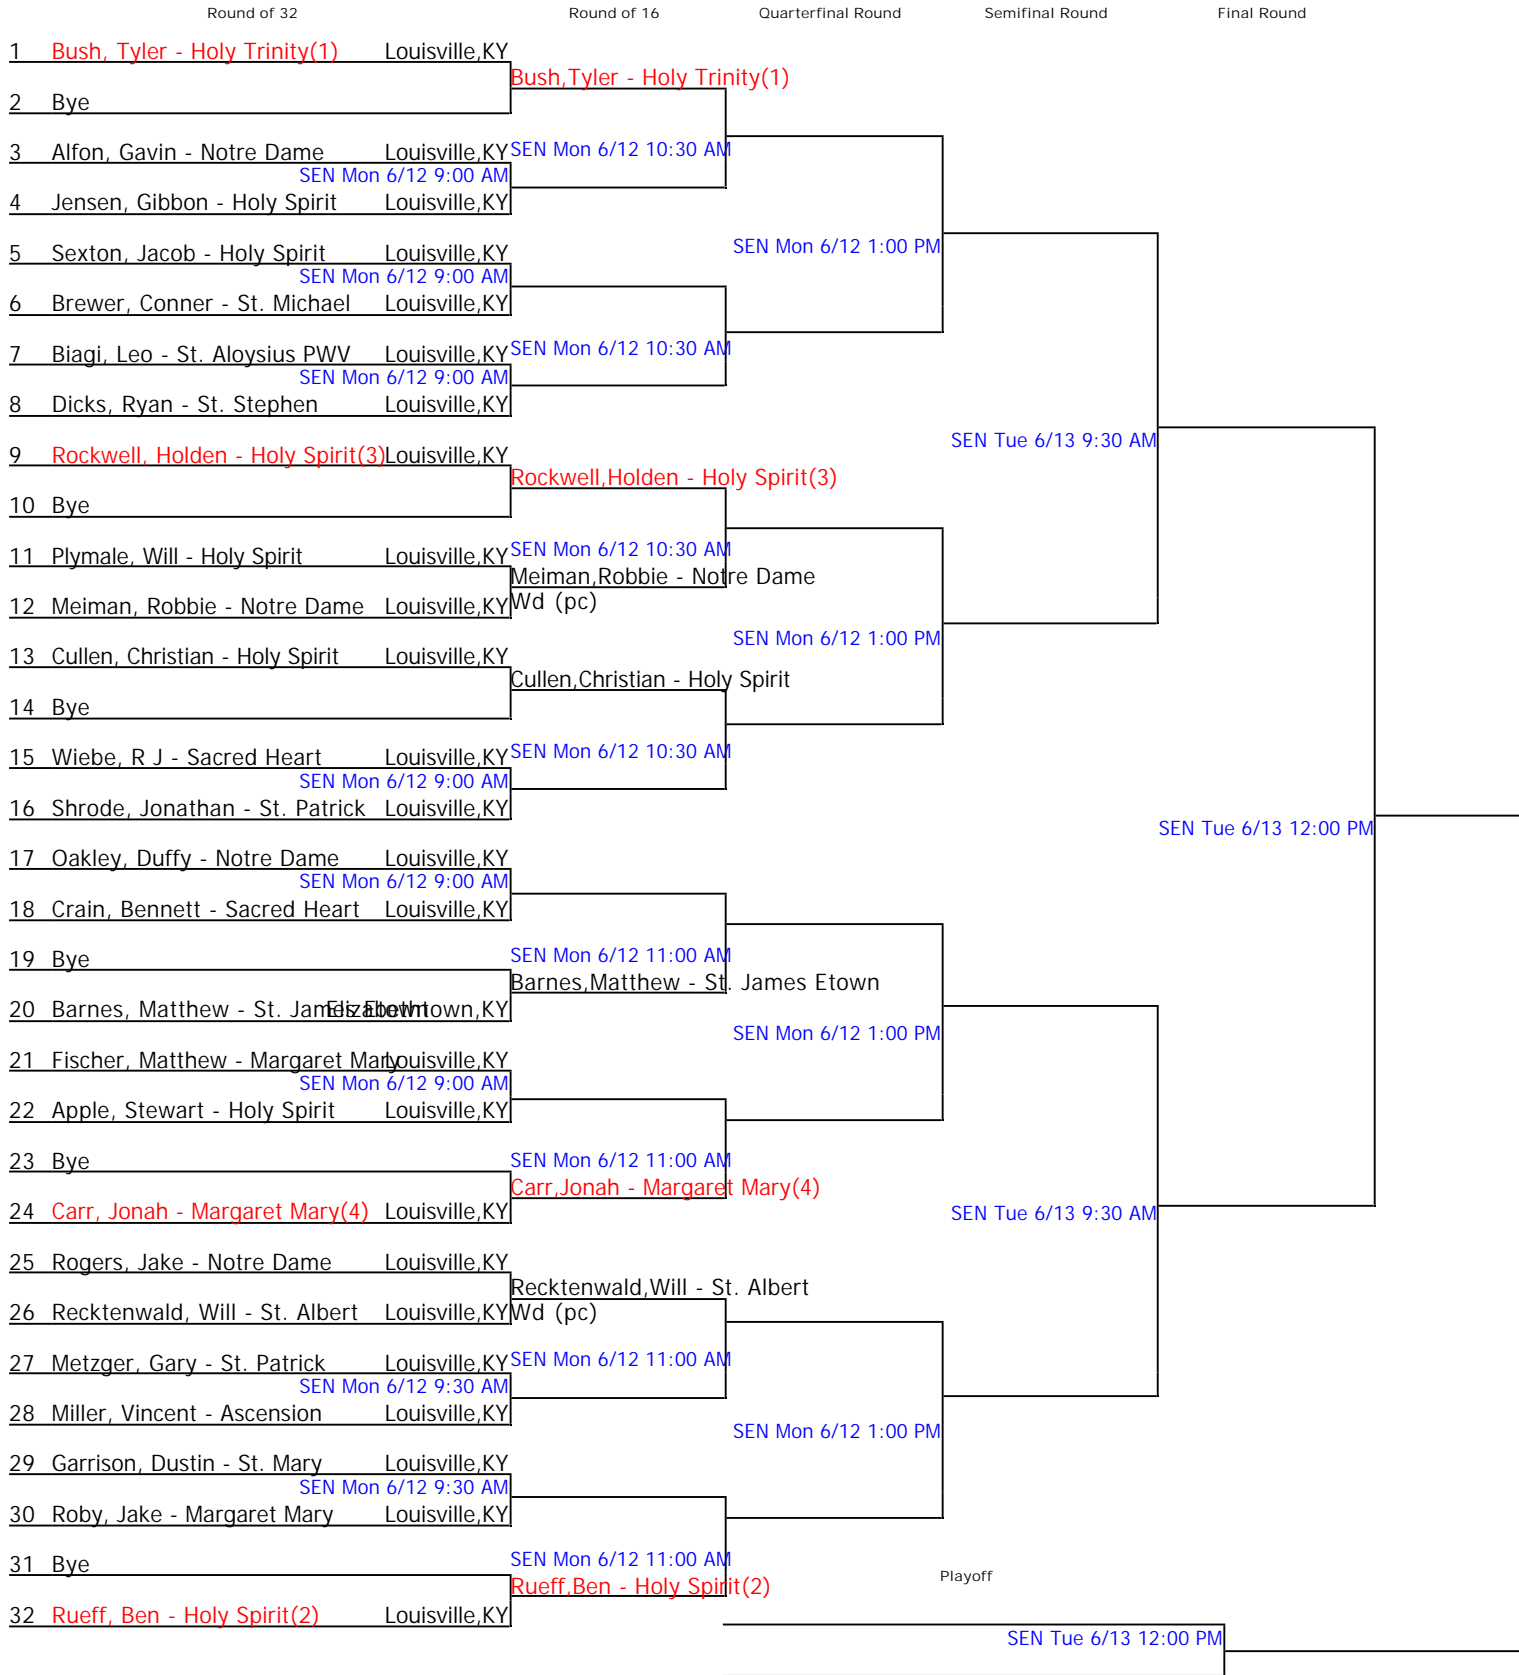 Round of 32 Round of 16 Quarterfinal Round Semifinal Round Final Round
1 Bush, Tyler - Holy Trinity(1) Louisville,KY
Bush,Tyler - Holy Trinity(1)
2 Bye
3 Alfon, Gavin - Notre Dame Louisville,KY SEN Mon 6/12 10:30 AM
SEN Mon 6/12 9:00 AM
4 Jensen, Gibbon - Holy Spirit Louisville,KY
5 Sexton, Jacob - Holy Spirit Louisville,KY SEN Mon 6/12 1:00 PM
SEN Mon 6/12 9:00 AM
6 Brewer, Conner - St. Michael Louisville,KY
7 Biagi, Leo - St. Aloysius PWV Louisville,KY SEN Mon 6/12 10:30 AM
SEN Mon 6/12 9:00 AM
8 Dicks, Ryan - St. Stephen Louisville,KY
SEN Tue 6/13 9:30 AM
9 Rockwell, Holden - Holy Spirit(3) Louisville,KY
Rockwell,Holden - Holy Spirit(3)
10 Bye
11 Plymale, Will - Holy Spirit Louisville,KY SEN Mon 6/12 10:30 AM
Meiman,Robbie - Notre Dame
12 Meiman, Robbie - Notre Dame Louisville,KY Wd (pc)
SEN Mon 6/12 1:00 PM
13 Cullen, Christian - Holy Spirit Louisville,KY
Cullen,Christian - Holy Spirit
14 Bye
15 Wiebe, R J - Sacred Heart Louisville,KY SEN Mon 6/12 10:30 AM
SEN Mon 6/12 9:00 AM
16 Shrode, Jonathan - St. Patrick Louisville,KY
SEN Tue 6/13 12:00 PM
17 Oakley, Duffy - Notre Dame Louisville,KY
SEN Mon 6/12 9:00 AM
18 Crain, Bennett - Sacred Heart Louisville,KY
19 Bye SEN Mon 6/12 11:00 AM
Barnes,Matthew - St. James Etown
20 Barnes, Matthew - St. James Etown Elizabethtown,KY
SEN Mon 6/12 1:00 PM
21 Fischer, Matthew - Margaret Mary Louisville,KY
SEN Mon 6/12 9:00 AM
22 Apple, Stewart - Holy Spirit Louisville,KY
23 Bye SEN Mon 6/12 11:00 AM
Carr,Jonah - Margaret Mary(4)
24 Carr, Jonah - Margaret Mary(4) Louisville,KY SEN Tue 6/13 9:30 AM
25 Rogers, Jake - Notre Dame Louisville,KY
Recktenwald,Will - St. Albert
26 Recktenwald, Will - St. Albert Louisville,KY Wd (pc)
27 Metzger, Gary - St. Patrick Louisville,KY SEN Mon 6/12 11:00 AM
SEN Mon 6/12 9:30 AM
28 Miller, Vincent - Ascension Louisville,KY
SEN Mon 6/12 1:00 PM
29 Garrison, Dustin - St. Mary Louisville,KY
SEN Mon 6/12 9:30 AM
30 Roby, Jake - Margaret Mary Louisville,KY
31 Bye SEN Mon 6/12 11:00 AM
Playoff
Rueff,Ben - Holy Spirit(2)
32 Rueff, Ben - Holy Spirit(2) Louisville,KY
SEN Tue 6/13 12:00 PM